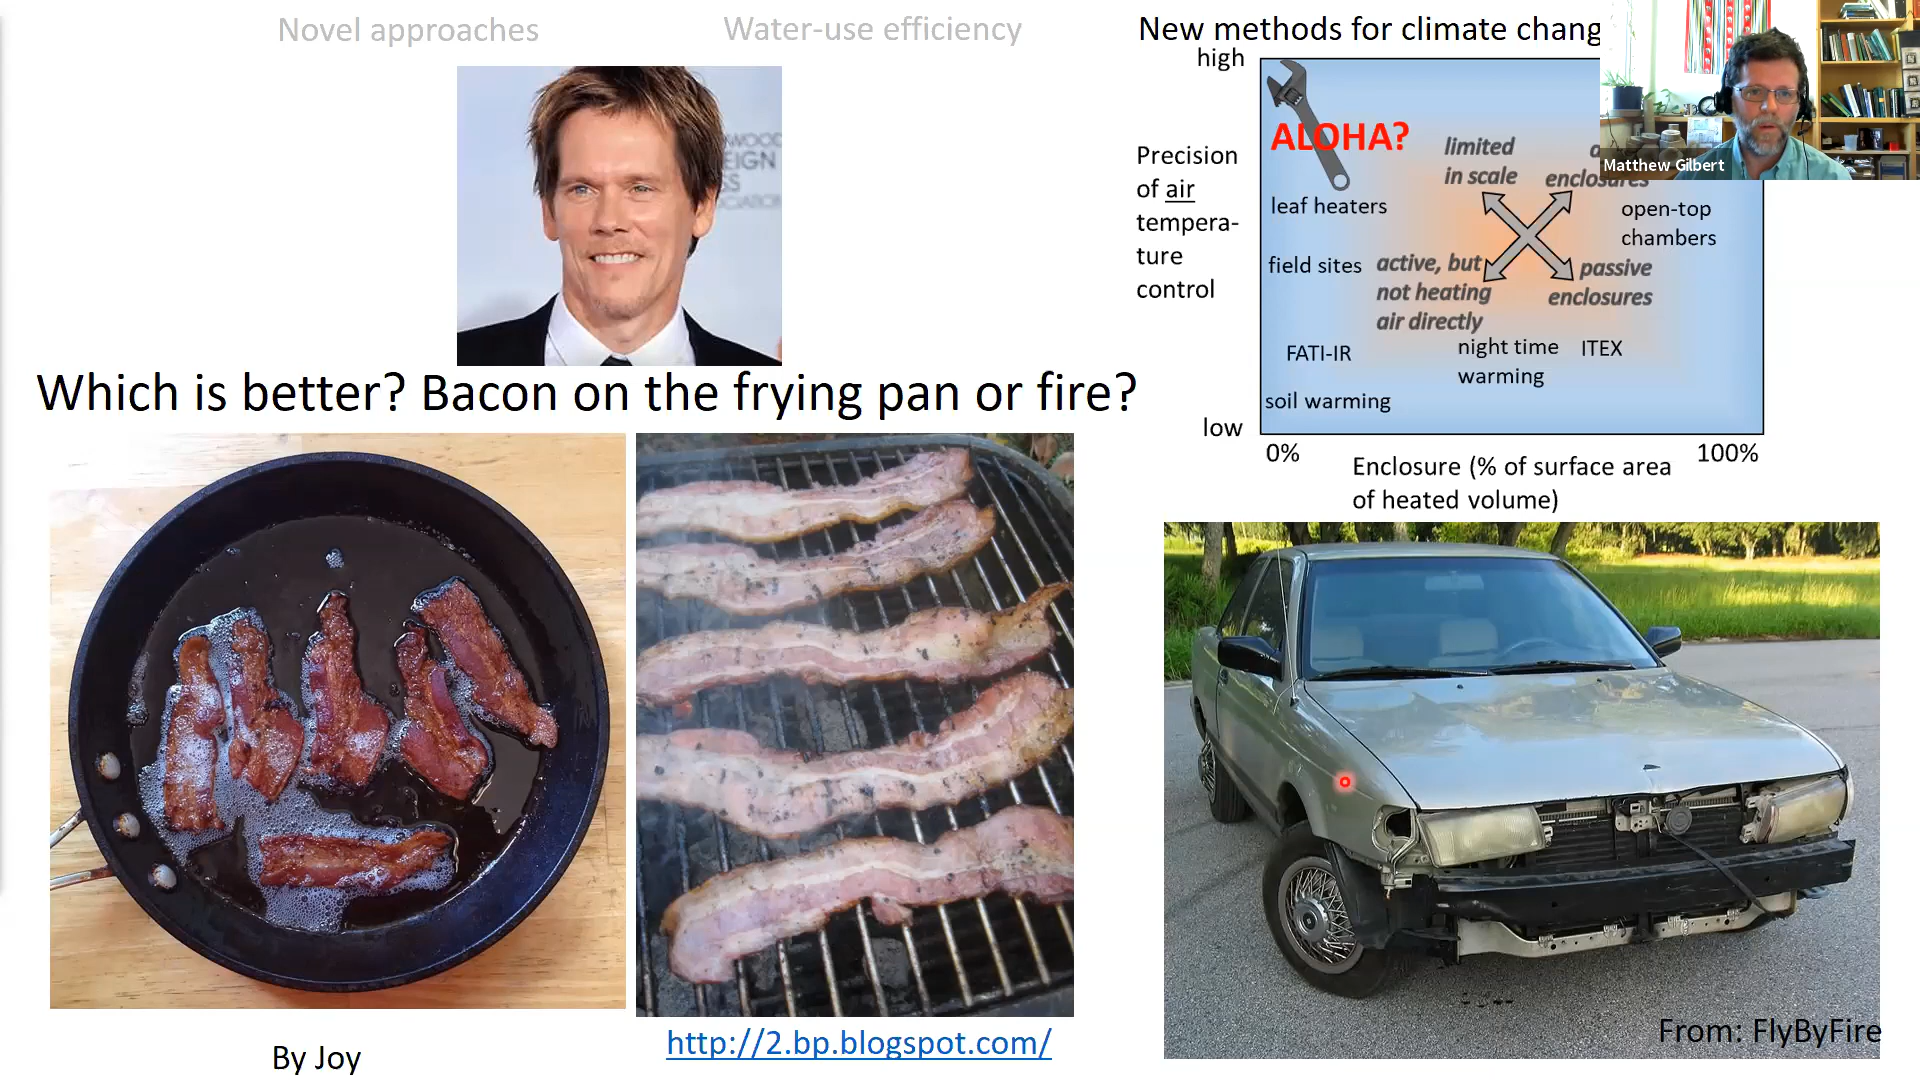 Novel approaches
Water-use efficiency
New methods for climate chang
high
ALOHA?
limited
in scale
enclosures
Matthew Gilbert
Precision
of air
tempera-
ture
control
leaf heaters
open-top
chambers
field sites
active, but
not heating
air directly
passive
enclosures
FATI-IR
night time
warming
ITEX
soil warming
low
0%
100%
Enclosure (% of surface area
of heated volume)
WOOD
EIGN
SS
OCIATION
Which is better? Bacon on the frying pan or fire?
By Joy
http://2.bp.blogspot.com/
From: FlyByFire